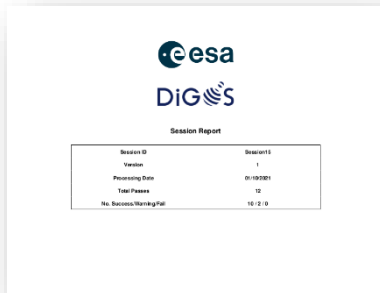 esa
DiGOS
Session Report
Session ID Session15
Version 1
Processing Date 01/10/2021
Total Passes 12
No. Success/Warning/Fail 10 / 2 / 0